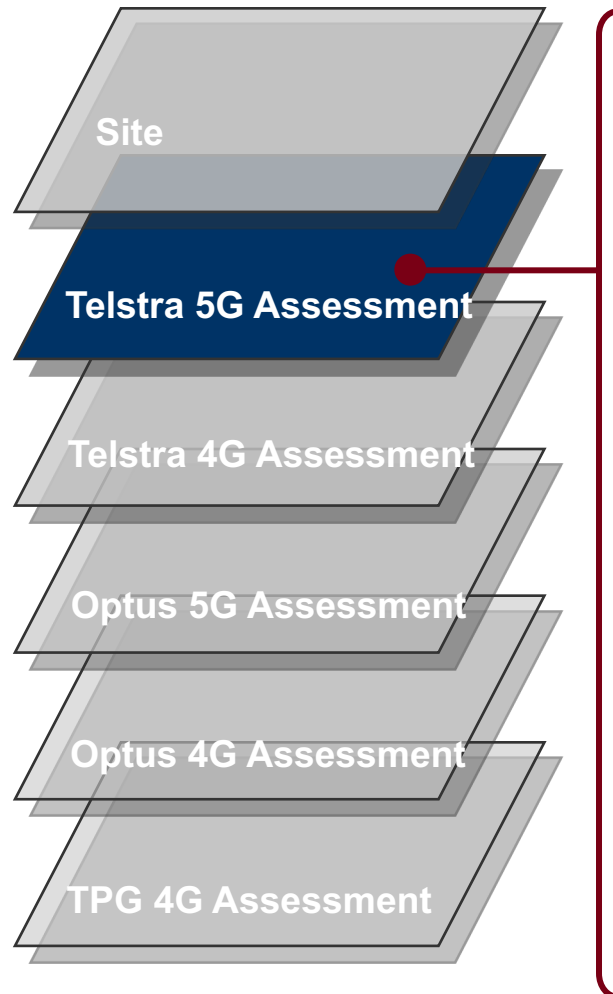 Site
Telstra 5G Assessment
Telstra 4G Assessment
Optus 5G Assessment
Optus 4G Assessment
TPG 4G Assessment